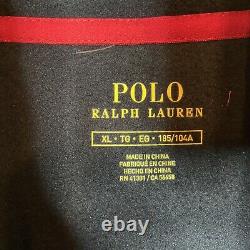 POLO
RALPH LAUREN
XL • TG • EG • 185/104A
MADE IN CHINA
FABRIQUÉ EN CHINE
HECHO EN CHINA
RN 41381 / CA 56658